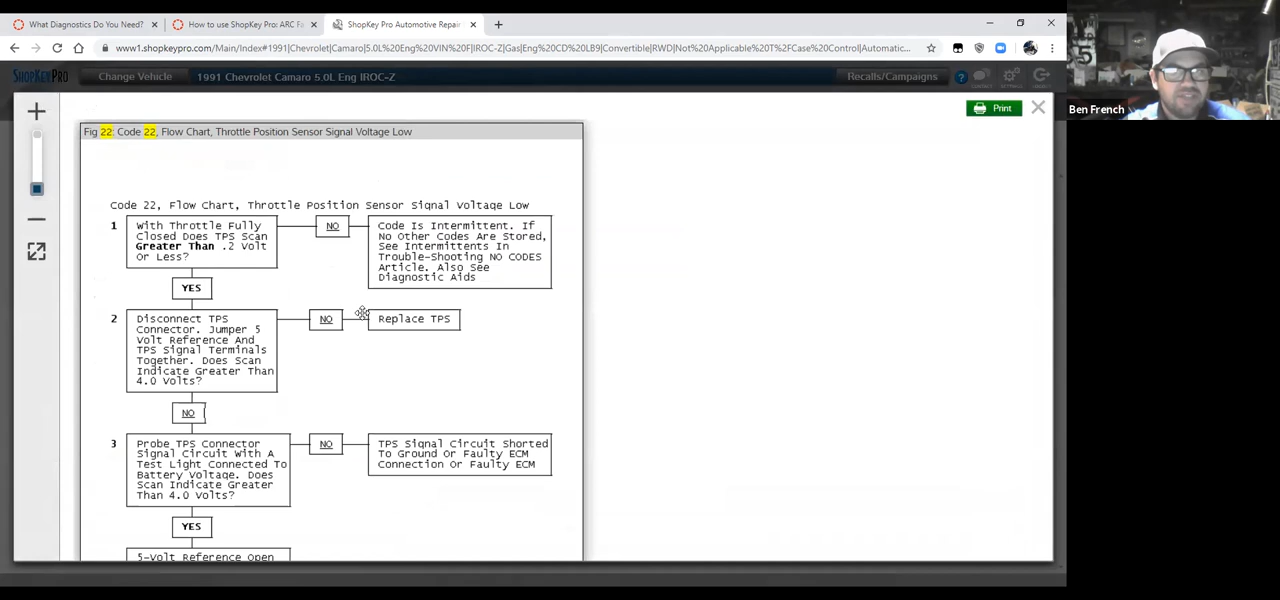 What Diagnostics Do You Need?
How to use ShopKey Pro: ARC Fa
ShopKey Pro Automotive Repair
www1.shopkeypro.com/Main/Index#1991|Chevrolet|Camaro|5.0L%20Eng%20VIN%20F|IROC-Z|Gas|Eng%20CD%20LB9|Convertible|RWD|Not%20Applicable%20T%2FCase%20Control|Automatic...
SHOPKEYPRO
Change Vehicle
1991 Chevrolet Camaro 5.0L Eng IROC-Z
Recalls/Campaigns
Print
Ben French
Fig 22: Code 22, Flow Chart, Throttle Position Sensor Signal Voltage Low
Code 22, Flow Chart, Throttle Position Sensor Signal Voltage Low
1
With Throttle Fully
Closed Does TPS Scan
Greater Than .2 Volt
Or Less?
NO
Code Is Intermittent. If
No Other Codes Are Stored,
See Intermittents In
Trouble-Shooting NO CODES
Article. Also See
Diagnostic Aids
YES
2
Disconnect TPS
Connector. Jumper 5
Volt Reference And
TPS Signal Terminals
Together. Does Scan
Indicate Greater Than
4.0 Volts?
NO
Replace TPS
NO
3
Probe TPS Connector
Signal Circuit With A
Test Light Connected To
Battery Voltage. Does
Scan Indicate Greater
Than 4.0 Volts?
NO
TPS Signal Circuit Shorted
To Ground Or Faulty ECM
Connection Or Faulty ECM
YES
5-Volt Reference Open